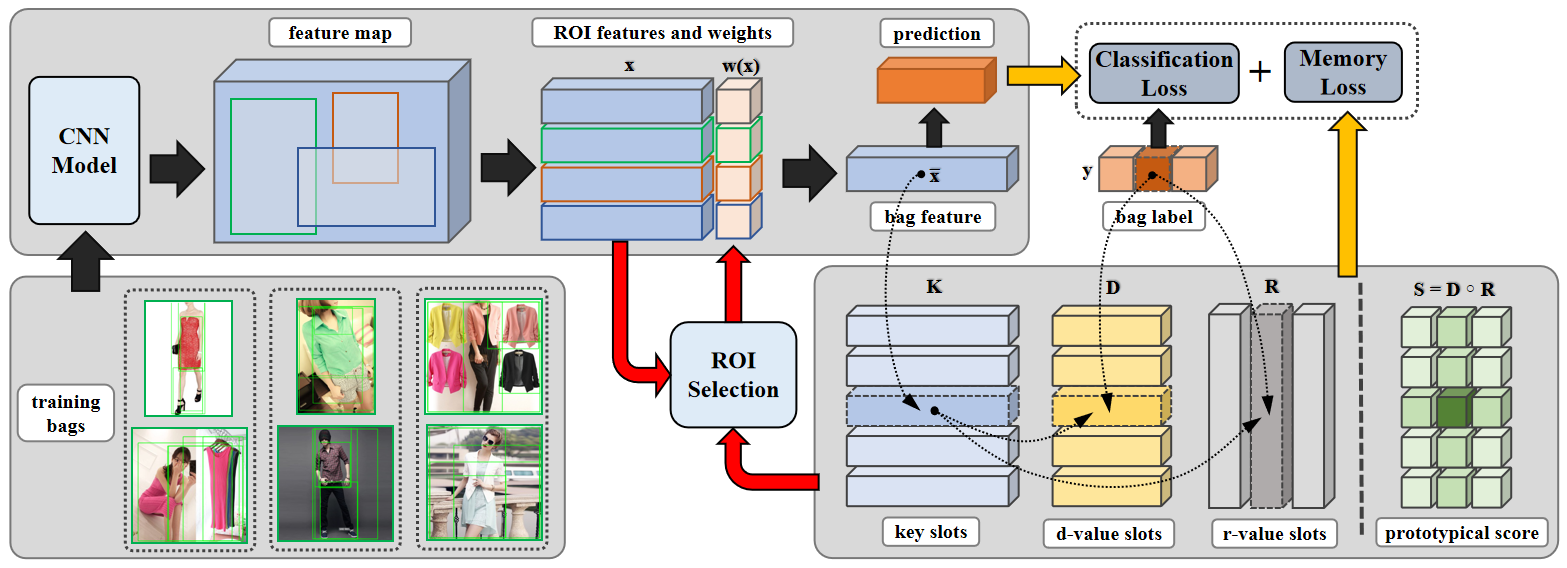 feature map
ROI features and weights
prediction
x
w(x)
CNN
Model
Classification
Loss
+
Memory
Loss
x̄
y
bag feature
bag label
training
bags
ROI
Selection
K
D
R
S = D ∘ R
key slots
d-value slots
r-value slots
prototypical score